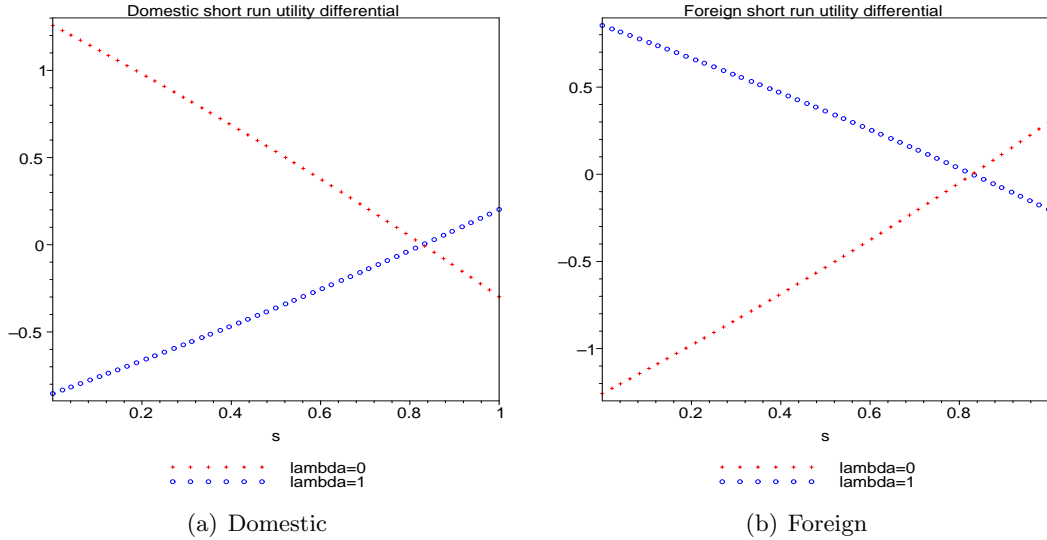 Domestic short run utility differential
1
0.5
0
–0.5
0.2 0.4 0.6 0.8 1
s
lambda=0
lambda=1
(a) Domestic
Foreign short run utility differential
0.5
0
–0.5
–1
0.2 0.4 0.6 0.8 1
s
lambda=0
lambda=1
(b) Foreign